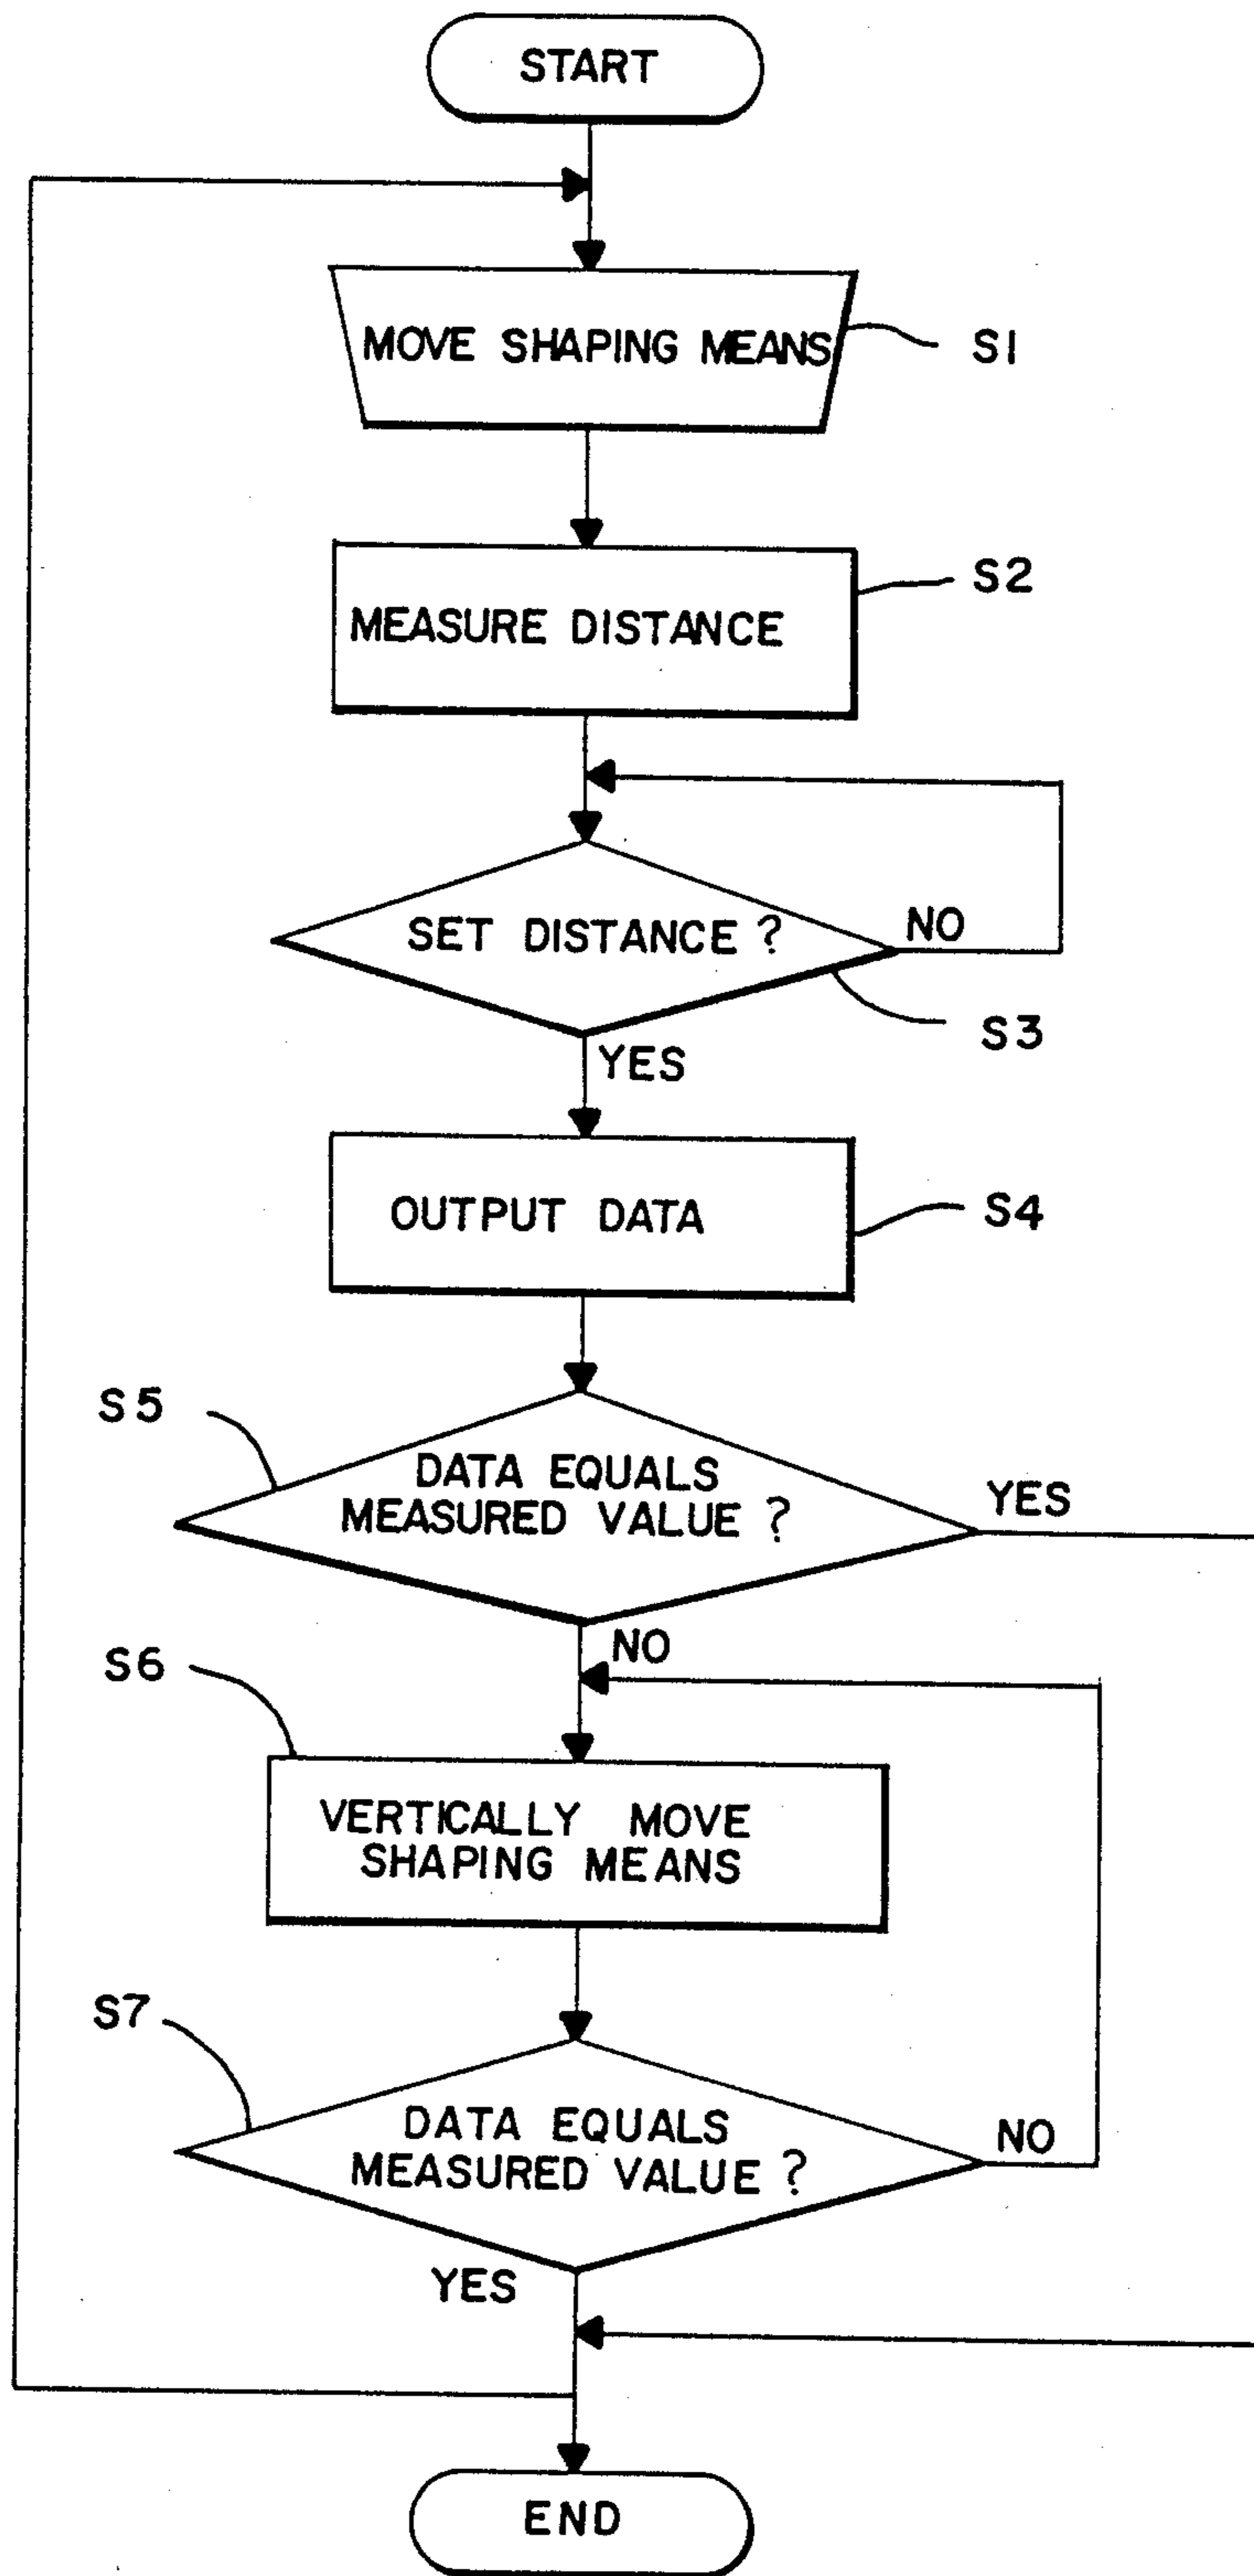 START
MOVE SHAPING MEANS
S1
S2
MEASURE DISTANCE
SET DISTANCE ?
NO
S3
YES
OUTPUT DATA
S4
S5
DATA EQUALS
MEASURED VALUE ?
YES
NO
S6
VERTICALLY MOVE
SHAPING MEANS
S7
DATA EQUALS
MEASURED VALUE ?
NO
YES
END